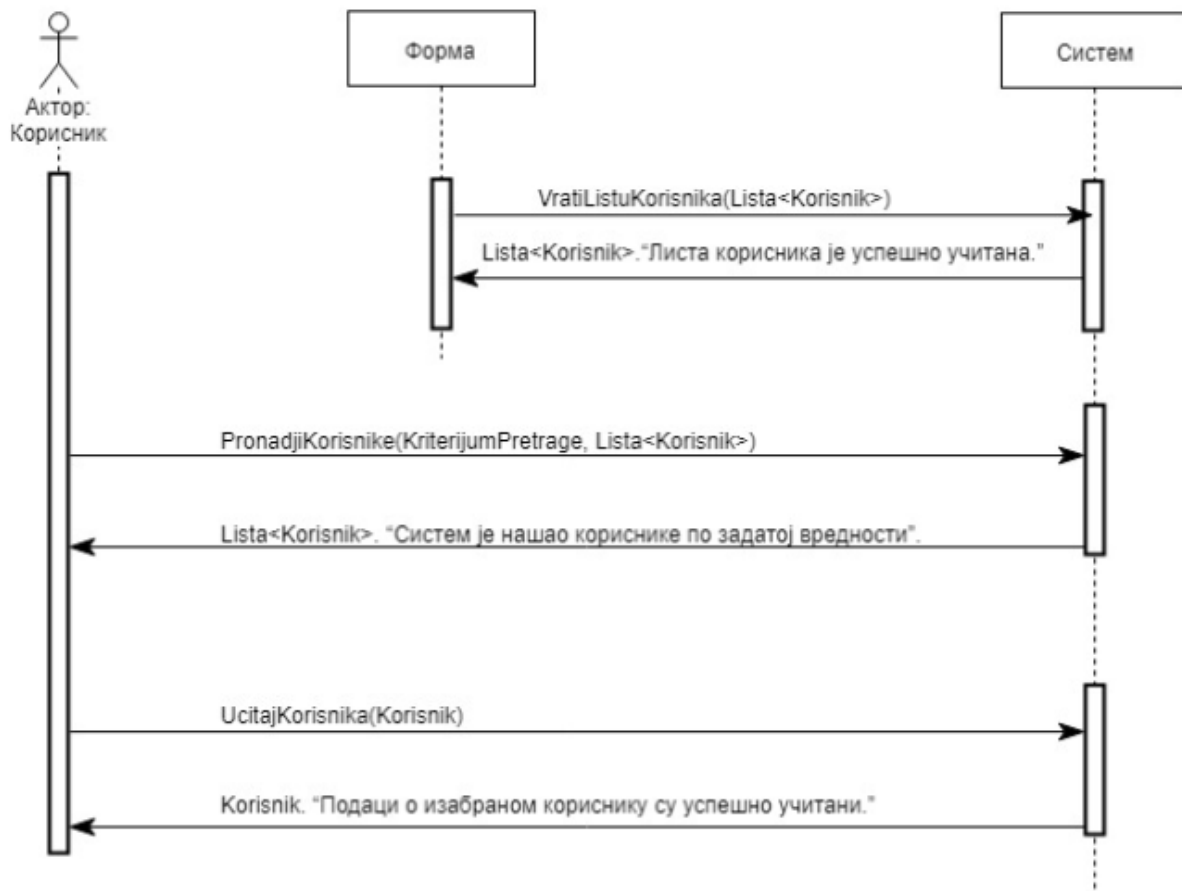 Актор:
Корисник
Форма
Систем
VratiListuKorisnika(Lista<Korisnik>)
Lista<Korisnik>.“Листа корисника је успешно учитана.”
PronadjiKorisnike(KriterijumPretrage, Lista<Korisnik>)
Lista<Korisnik>. “Систем је нашао кориснике по задатој вредности”.
UcitajKorisnika(Korisnik)
Korisnik. “Подаци о изабраном кориснику су успешно учитани.”